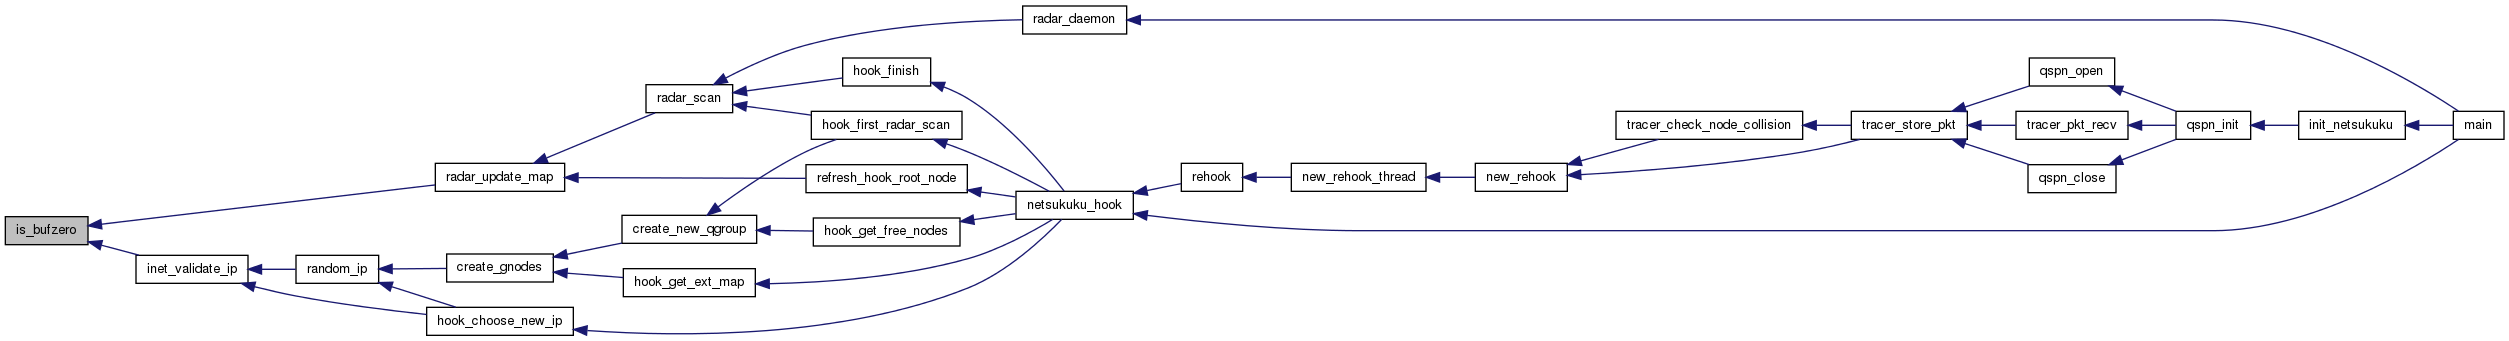 is_bufzero
radar_update_map
inet_validate_ip
random_ip
create_gnodes
hook_choose_new_ip
radar_scan
create_new_qgroup
hook_get_ext_map
radar_daemon
hook_finish
hook_first_radar_scan
refresh_hook_root_node
hook_get_free_nodes
netsukuku_hook
rehook
new_rehook_thread
new_rehook
tracer_check_node_collision
tracer_store_pkt
qspn_open
tracer_pkt_recv
qspn_close
qspn_init
init_netsukuku
main